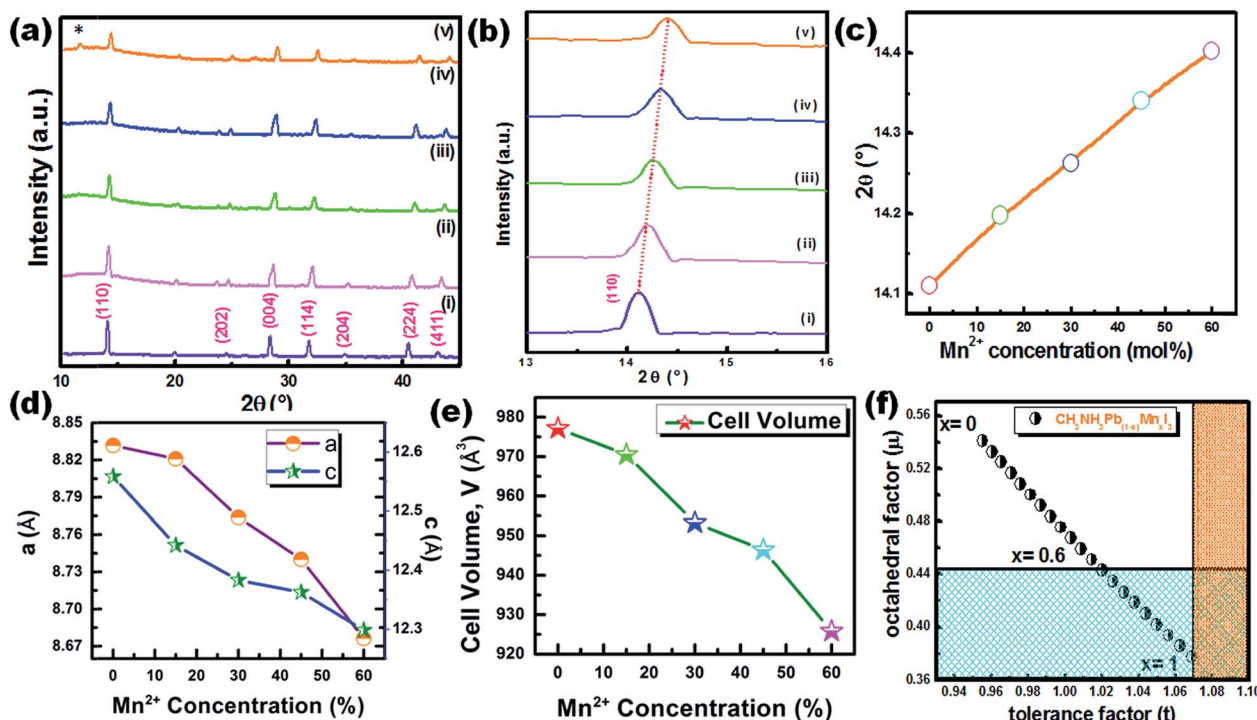 (a)
*
(v)
(iv)
(iii)
(ii)
(i)
(110)
(202)
(004)
(114)
(204)
(224)
(411)
Intensity (a.u.)
10 20 30 40
2θ (°)
(b)
(v)
(iv)
(iii)
(ii)
(i)
(110)
Intensity (a.u.)
13 14 15 16
2θ (°)
(c)
14.4
14.3
14.2
14.1
2θ (°)
0 10 20 30 40 50 60
Mn²⁺ concentration (mol%)
(d)
8.85
8.82
8.79
8.76
8.73
8.70
8.67
a (Å)
a
c
12.6
12.5
12.4
12.3
c (Å)
0 10 20 30 40 50 60
Mn²⁺ Concentration (%)
(e)
980
975
970
965
960
955
950
945
940
935
930
925
920
Cell Volume, V (Å³)
Cell Volume
0 10 20 30 40 50 60
Mn²⁺ Concentration (%)
(f)
0.56
0.52
0.48
0.44
0.40
0.36
octahedral factor (μ)
CH₃NH₃Pb₍₁₋ₓ₎MnₓI₃
x= 0
x= 0.6
x= 1
0.94 0.96 0.98 1.00 1.02 1.04 1.06 1.08 1.10
tolerance factor (t)